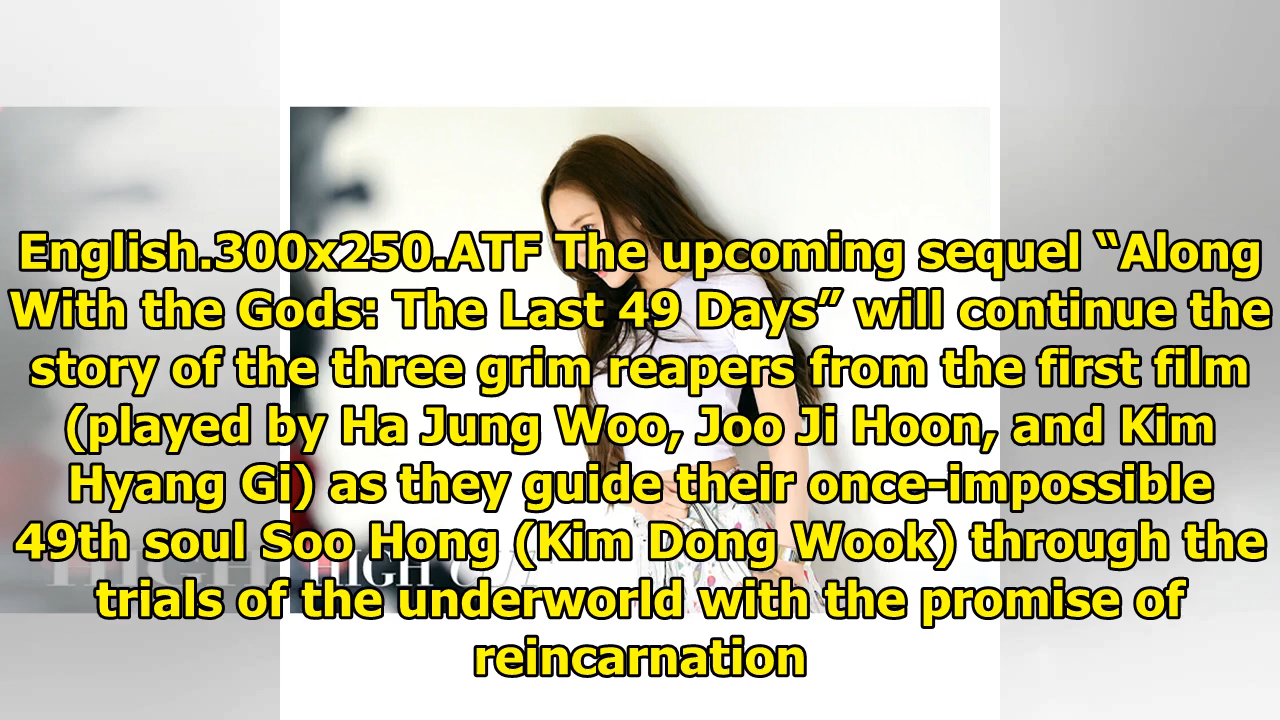 English.300x250.ATF The upcoming sequel “Along
With the Gods: The Last 49 Days” will continue the
story of the three grim reapers from the first film
(played by Ha Jung Woo, Joo Ji Hoon, and Kim
Hyang Gi) as they guide their once-impossible
49th soul Soo Hong (Kim Dong Wook) through the
trials of the underworld with the promise of
reincarnation
HIGH CUT